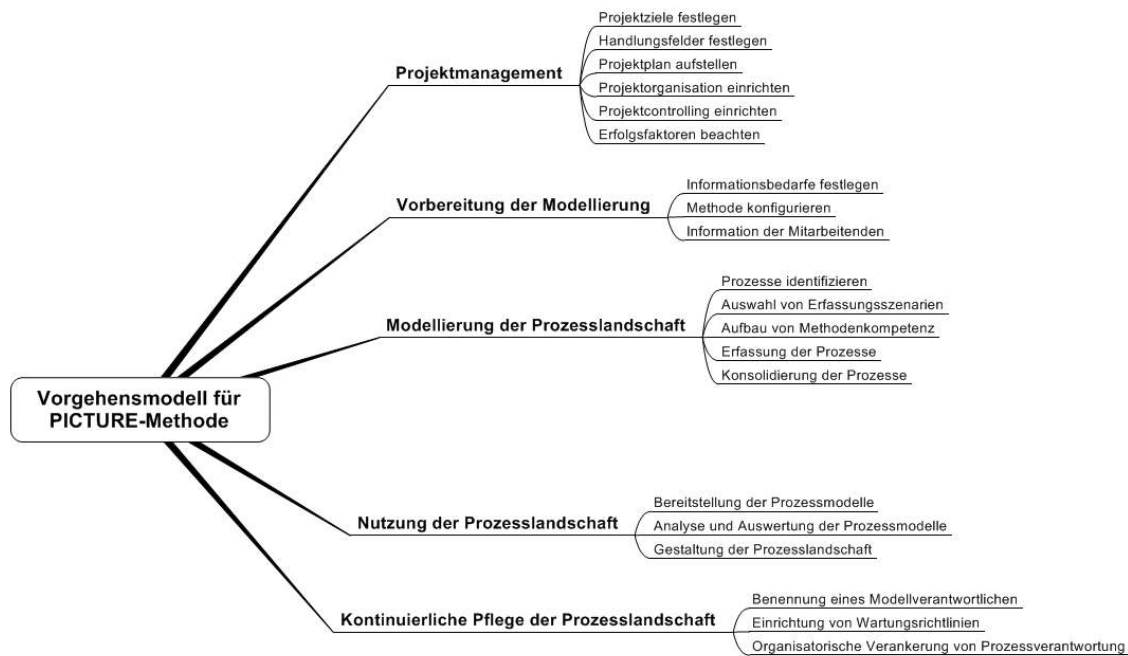 Projektziele festlegen
Handlungsfelder festlegen
Projektplan aufstellen
Projektmanagement
Projektorganisation einrichten
Projektcontrolling einrichten
Erfolgsfaktoren beachten
Informationsbedarfe festlegen
Vorbereitung der Modellierung
Methode konfigurieren
Information der Mitarbeitenden
Prozesse identifizieren
Auswahl von Erfassungsszenarien
Modellierung der Prozesslandschaft
Aufbau von Methodenkompetenz
Erfassung der Prozesse
Konsolidierung der Prozesse
Vorgehensmodell für
PICTURE-Methode
Bereitstellung der Prozessmodelle
Nutzung der Prozesslandschaft
Analyse und Auswertung der Prozessmodelle
Gestaltung der Prozesslandschaft
Benennung eines Modellverantwortlichen
Kontinuierliche Pflege der Prozesslandschaft
Einrichtung von Wartungsrichtlinien
Organisatorische Verankerung von Prozessverantwortung